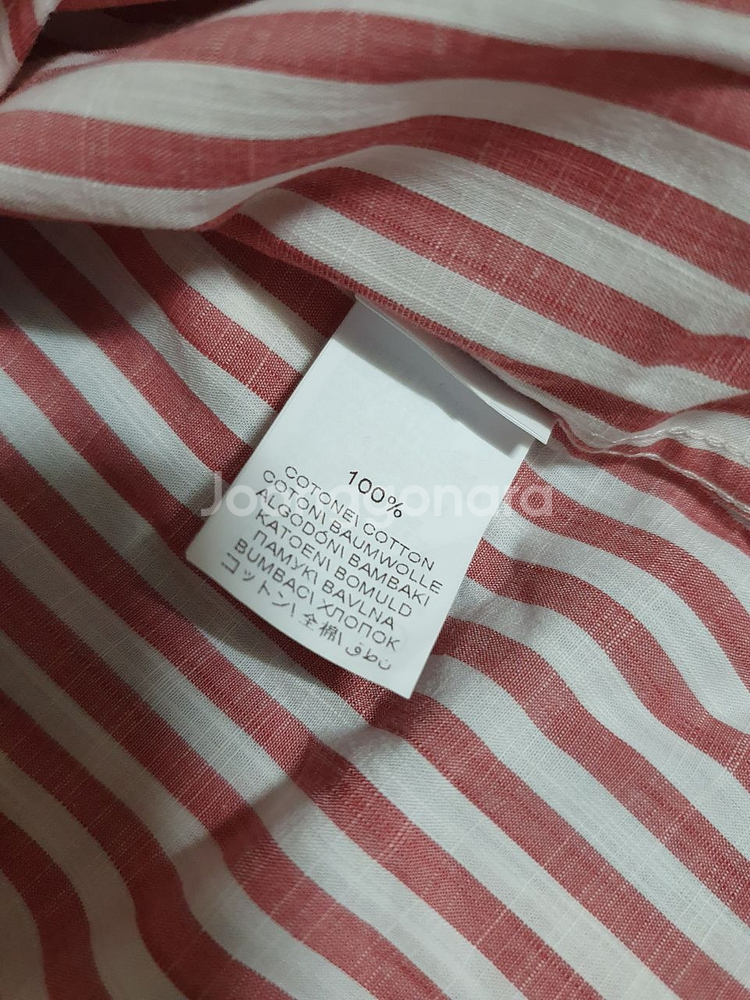 100%
COTONE\ COTTON
COTON\ BAUMWOLLE
ALGODÓN\ BAMBAKI
KATOEN\ BOMULD
ПАМУК\ BAVLNA
BUMBAC\ ХЛОПОК
コットン\ 全棉\ قطن